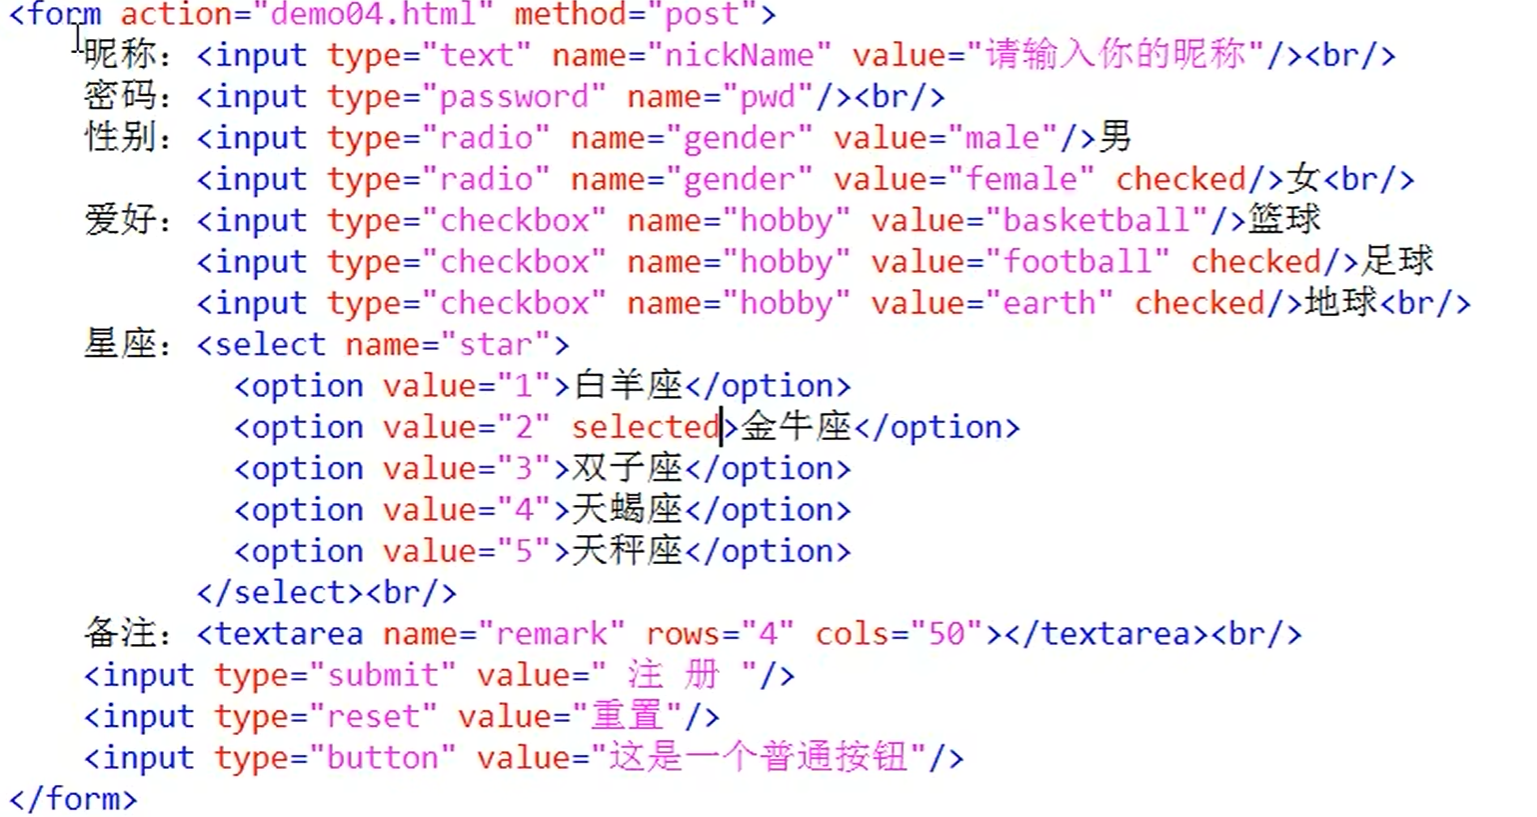 <form action="demo04.html" method="post">
昵称：<input type="text" name="nickName" value="请输入你的昵称"/><br/>
密码：<input type="password" name="pwd"/><br/>
性别：<input type="radio" name="gender" value="male"/>男
<input type="radio" name="gender" value="female" checked/>女<br/>
爱好：<input type="checkbox" name="hobby" value="basketball"/>篮球
<input type="checkbox" name="hobby" value="football" checked/>足球
<input type="checkbox" name="hobby" value="earth" checked/>地球<br/>
星座：<select name="star">
<option value="1">白羊座</option>
<option value="2" selected>金牛座</option>
<option value="3">双子座</option>
<option value="4">天蝎座</option>
<option value="5">天秤座</option>
</select><br/>
备注：<textarea name="remark" rows="4" cols="50"></textarea><br/>
<input type="submit" value=" 注 册 "/>
<input type="reset" value="重置"/>
<input type="button" value="这是一个普通按钮"/>
</form>